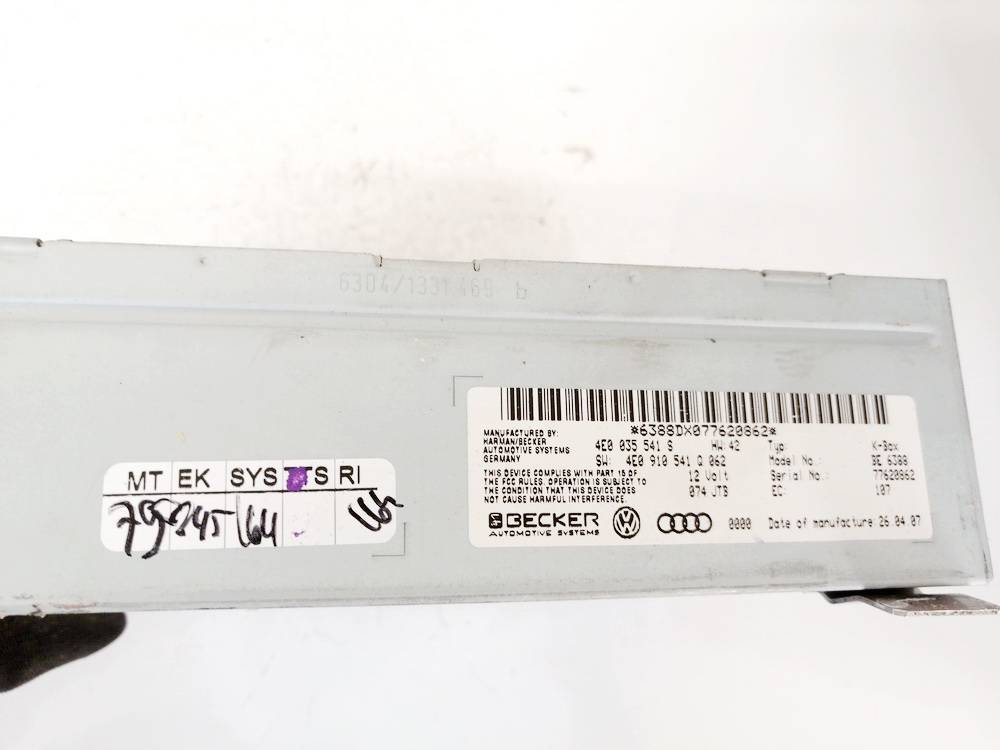 6304/1331.469 b
*6388DX077620862*
MANUFACTURED BY:
HARMAN/BECKER
AUTOMOTIVE SYSTEMS
GERMANY
4E0 035 541 S HW:42 Typ: K-Box
SW: 4E0 910 541 Q 062 Model No.: BE 6388
12 Volt Serial No.: 77620862
074 JTS EC: 107
THIS DEVICE COMPLIES WITH PART 15 OF
THE FCC RULES. OPERATION IS SUBJECT TO
THE CONDITION THAT THIS DEVICE DOES
NOT CAUSE HARMFUL INTERFERENCE.
BECKER
AUTOMOTIVE SYSTEMS
0000 Date of manufacture 26.04.07
MT EK SYS TS RI